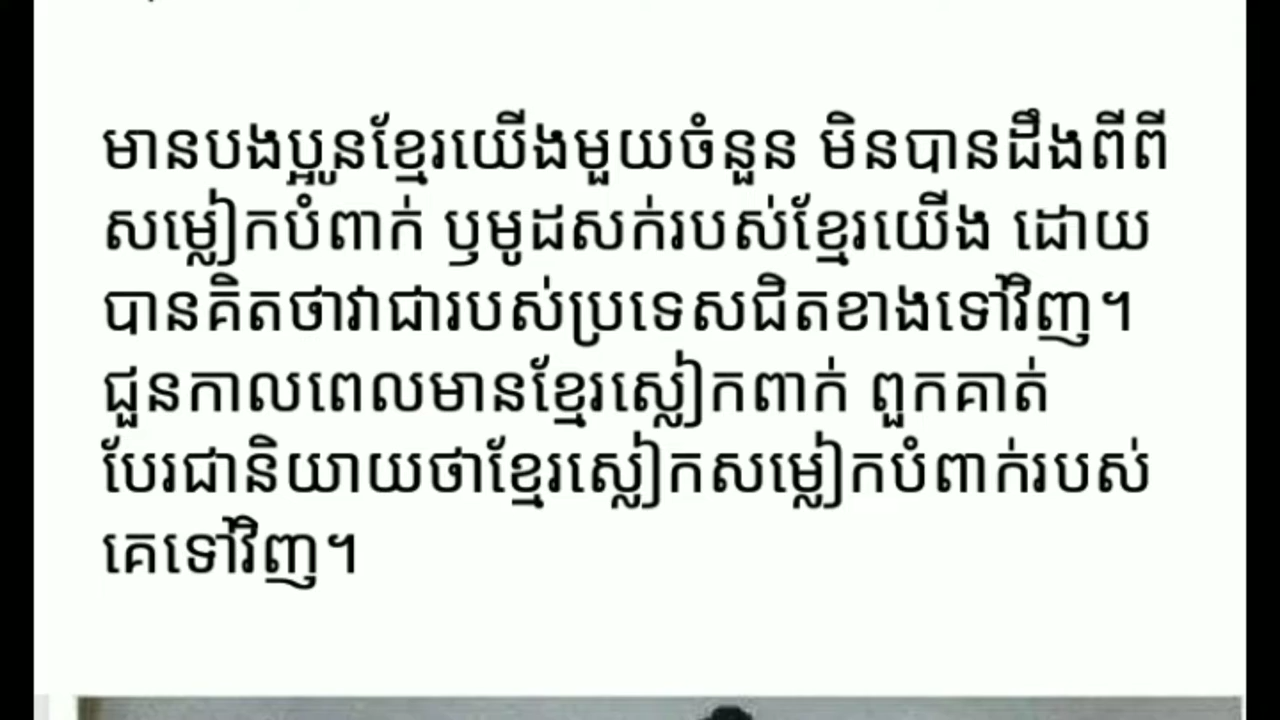 មានបងប្អូនខ្មែរយើងមួយចំនួន មិនបានដឹងពីពី
សម្លៀកបំពាក់ ឫម៉ូដសក់របស់ខ្មែរយើង ដោយ
បានគិតថាវាជារបស់ប្រទេសជិតខាងទៅវិញ។
ជួនកាលពេលមានខ្មែរស្លៀកពាក់ ពួកគាត់
បែរជានិយាយថាខ្មែរស្លៀកសម្លៀកបំពាក់របស់
គេទៅវិញ។